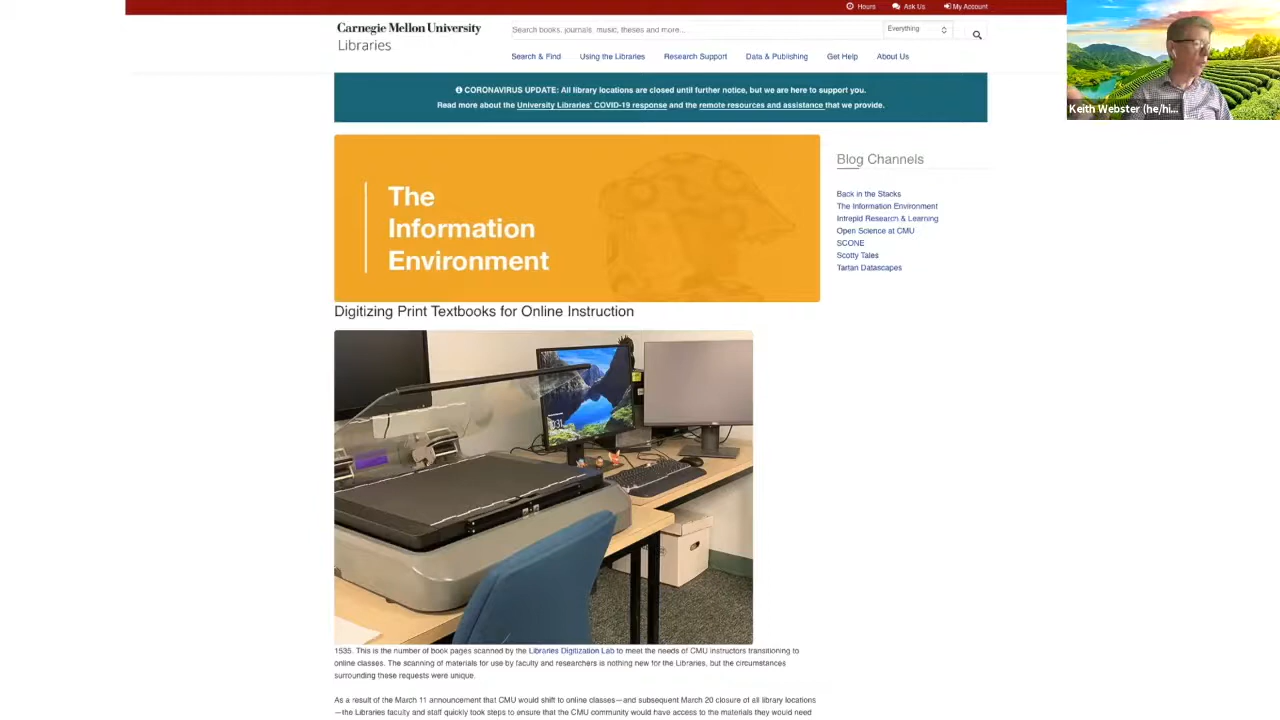 Hours Ask Us My Account
Carnegie Mellon University
Libraries
Search books, journals, music, theses and more...
Everything
Search & Find Using the Libraries Research Support Data & Publishing Get Help About Us
CORONAVIRUS UPDATE: All library locations are closed until further notice, but we are here to support you.
Read more about the University Libraries' COVID-19 response and the remote resources and assistance that we provide.
Keith Webster (he/hi...
The
Information
Environment
Blog Channels
Back in the Stacks
The Information Environment
Intrepid Research & Learning
Open Science at CMU
SCONE
Scotty Tales
Tartan Datascapes
Digitizing Print Textbooks for Online Instruction
1535. This is the number of book pages scanned by the Libraries Digitization Lab to meet the needs of CMU instructors transitioning to
online classes. The scanning of materials for use by faculty and researchers is nothing new for the Libraries, but the circumstances
surrounding these requests were unique.
As a result of the March 11 announcement that CMU would shift to online classes—and subsequent March 20 closure of all library locations
—the Libraries faculty and staff quickly took steps to ensure that the CMU community would have access to the materials they would need